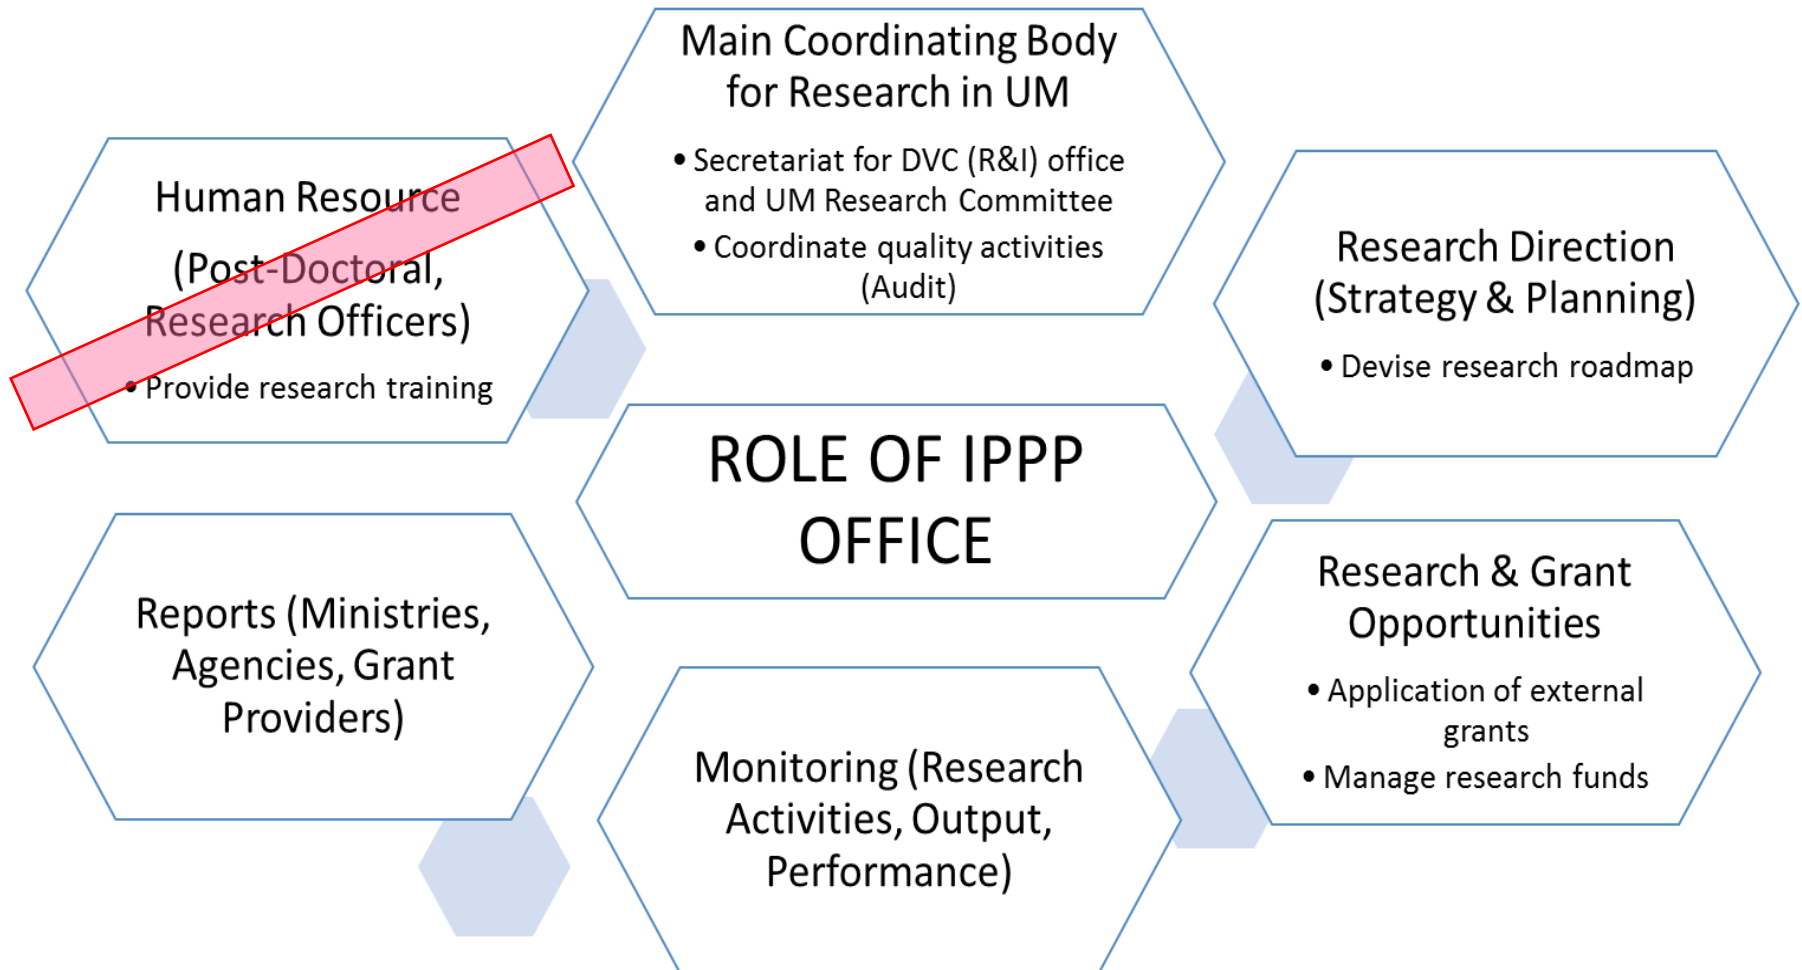 Main Coordinating Body
for Research in UM
• Secretariat for DVC (R&I) office
and UM Research Committee
• Coordinate quality activities
(Audit)
Human Resource
(Post-Doctoral,
Research Officers)
• Provide research training
Research Direction
(Strategy & Planning)
• Devise research roadmap
ROLE OF IPPP
OFFICE
Reports (Ministries,
Agencies, Grant
Providers)
Research & Grant
Opportunities
• Application of external
grants
• Manage research funds
Monitoring (Research
Activities, Output,
Performance)